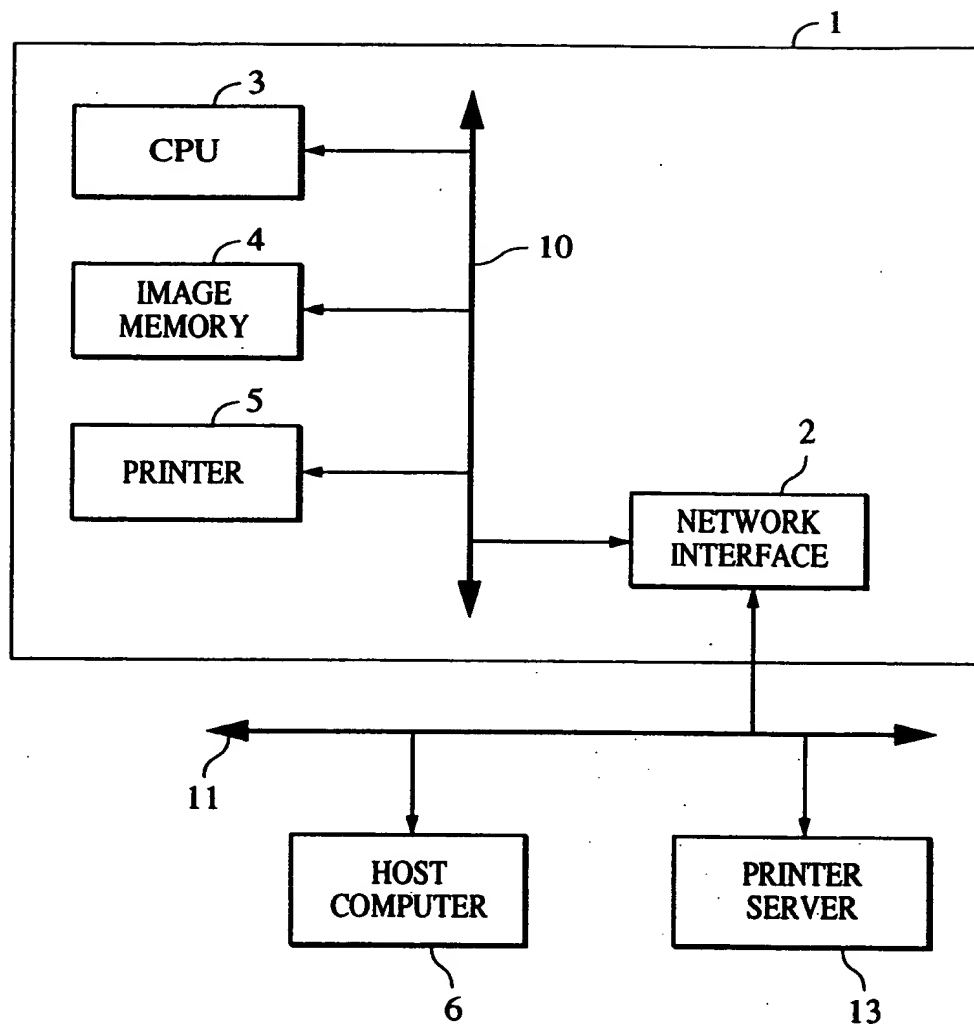 1
3
CPU
4
IMAGE
MEMORY
10
5
PRINTER
2
NETWORK
INTERFACE
11
HOST
COMPUTER
6
PRINTER
SERVER
13